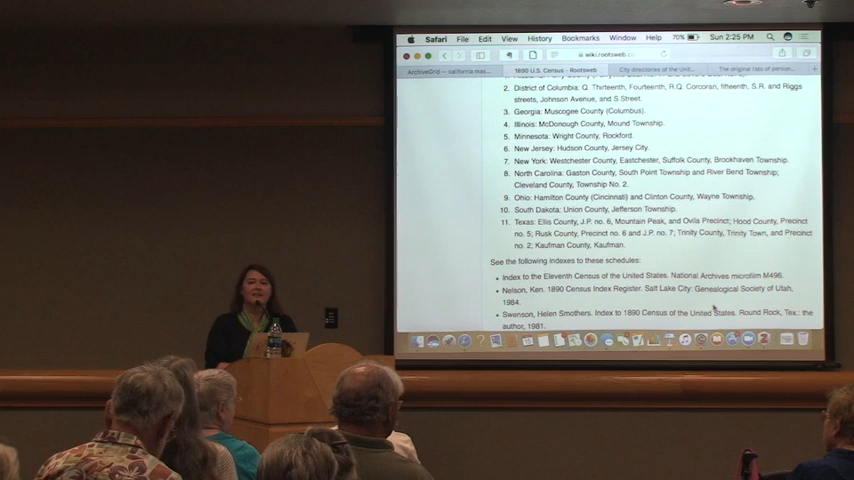 Safari File Edit View History Bookmarks Window Help 70% Sun 2:25 PM
wiki.rootsweb.co
ArchiveGrid — california mas... 1890 U.S. Census - Rootsweb City directories of the Unit... The original lists of person...
2. District of Columbia: Q. Thirteenth, Fourteenth, R.Q. Corcoran, fifteenth, S.R. and Riggs
streets, Johnson Avenue, and S Street.
3. Georgia: Muscogee County (Columbus).
4. Illinois: McDonough County, Mound Township.
5. Minnesota: Wright County, Rockford.
6. New Jersey: Hudson County, Jersey City.
7. New York: Westchester County, Eastchester, Suffolk County, Brookhaven Township.
8. North Carolina: Gaston County, South Point Township and River Bend Township;
Cleveland County, Township No. 2.
9. Ohio: Hamilton County (Cincinnati) and Clinton County, Wayne Township.
10. South Dakota: Union County, Jefferson Township.
11. Texas: Ellis County, J.P. no. 6, Mountain Peak, and Ovila Precinct; Hood County, Precinct
no. 5; Rusk County, Precinct no. 6 and J.P. no. 7; Trinity County, Trinity Town, and Precinct
no. 2; Kaufman County, Kaufman.
See the following indexes to these schedules:
• Index to the Eleventh Census of the United States. National Archives microfilm M496.
• Nelson, Ken. 1890 Census Index Register. Salt Lake City: Genealogical Society of Utah,
1984.
• Swenson, Helen Smothers. Index to 1890 Census of the United States. Round Rock, Tex.: the
author, 1981.